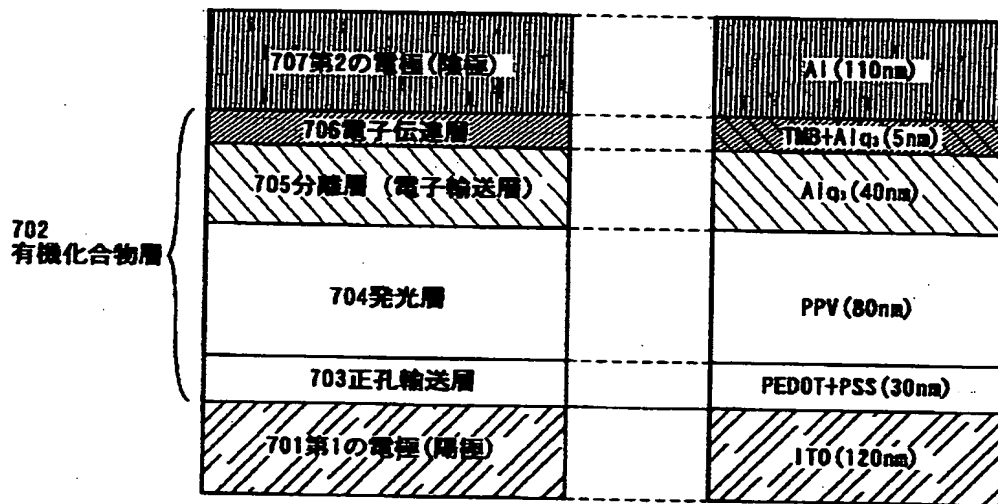 707第2の電極(陰極)
706電子伝達層
705分離層 (電子輸送層)
702
有機化合物層
704発光層
703正孔輸送層
701第1の電極(陽極)
Al(110nm)
TMB+Alq₃(5nm)
Alq₃(40nm)
PPV(80nm)
PEDOT+PSS(30nm)
ITO(120nm)